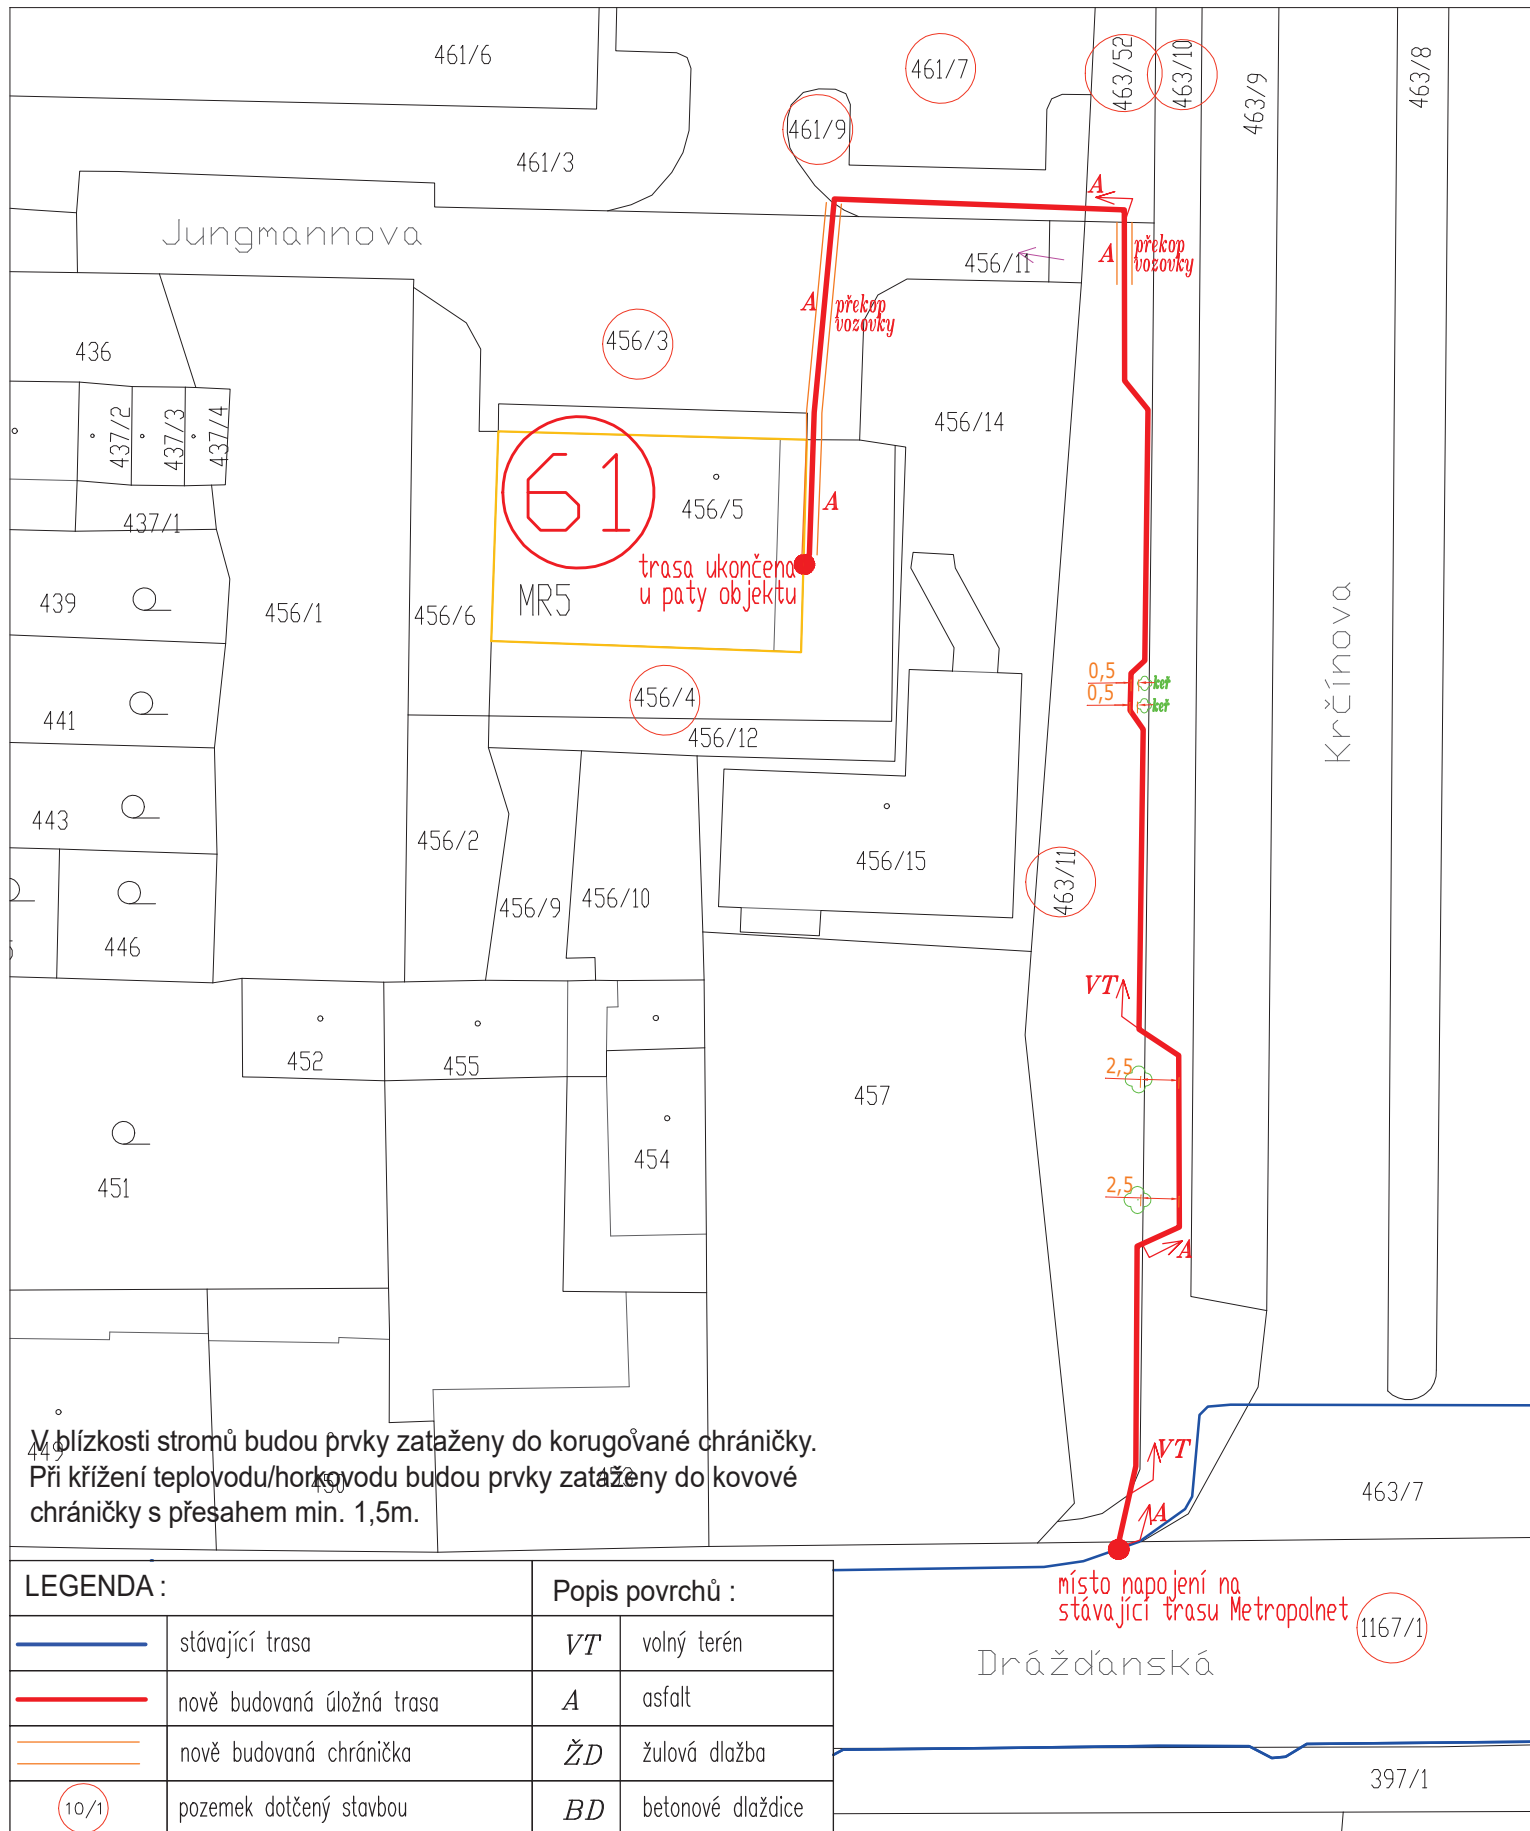 461/6
461/7
463/52
463/10
463/9
463/8
461/9
461/3
A
Jungmannova
456/11
A
překop
vozovky
A
překop
vozovky
456/3
436
437/2
437/3
437/4
456/14
61
456/5
A
437/1
trasa ukončena
u paty objektu
MR5
439
456/1
456/6
Krčínova
0,5
keř
0,5
keř
456/4
441
456/12
443
456/2
456/15
463/11
456/9
456/10
446
VT
452
455
2,5
457
454
451
2,5
A
V blízkosti stromů budou prvky zataženy do korugované chráničky.
449
VT
Při křížení teplovodu/horkovodu budou prvky zataženy do kovové
450
453
463/7
chráničky s přesahem min. 1,5m.
A
místo napojení na
stávající trasu Metropolnet
1167/1
Drážďanská
397/1
LEGENDA :
Popis povrchů :
stávající trasa
VT volný terén
nově budovaná úložná trasa
A asfalt
nově budovaná chránička
ŽD žulová dlažba
10/1 pozemek dotčený stavbou
BD betonové dlaždice